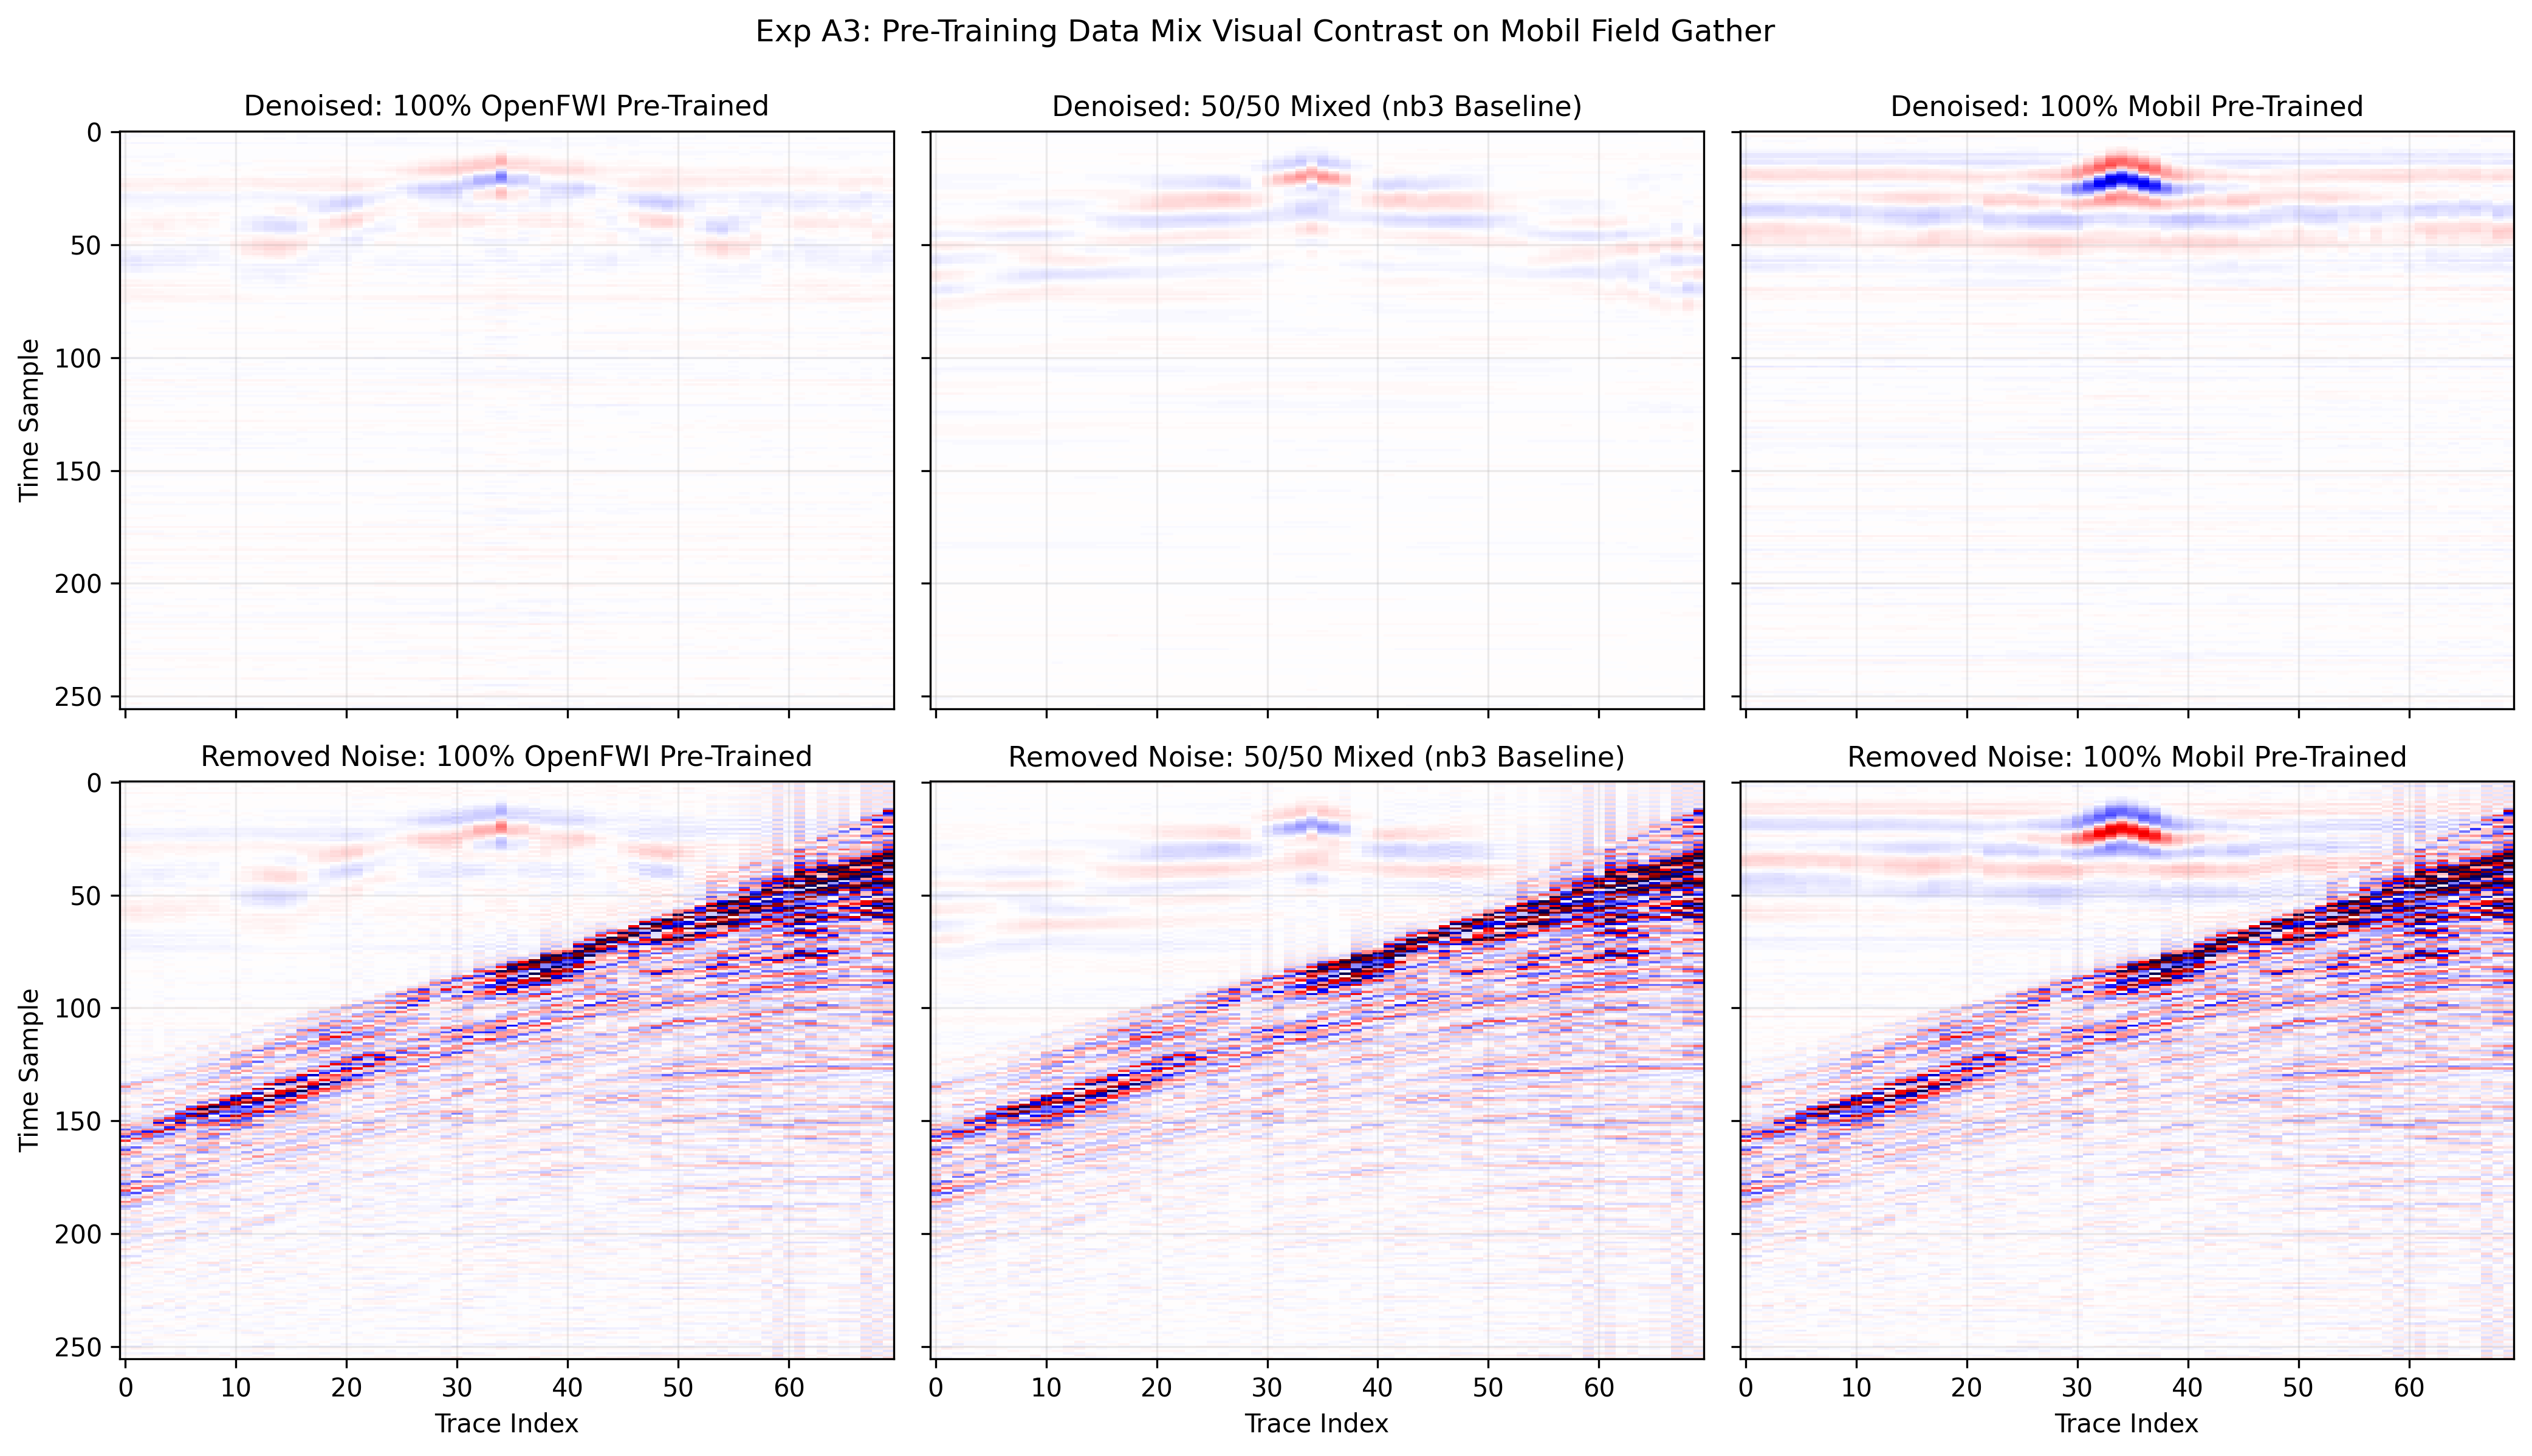 Exp A3: Pre-Training Data Mix Visual Contrast on Mobil Field Gather
Denoised: 100% OpenFWI Pre-Trained
Denoised: 50/50 Mixed (nb3 Baseline)
Denoised: 100% Mobil Pre-Trained
0
50
100
150
200
250
Time Sample
Removed Noise: 100% OpenFWI Pre-Trained
Removed Noise: 50/50 Mixed (nb3 Baseline)
Removed Noise: 100% Mobil Pre-Trained
0
50
100
150
200
250
Time Sample
0 10 20 30 40 50 60
0 10 20 30 40 50 60
0 10 20 30 40 50 60
Trace Index
Trace Index
Trace Index